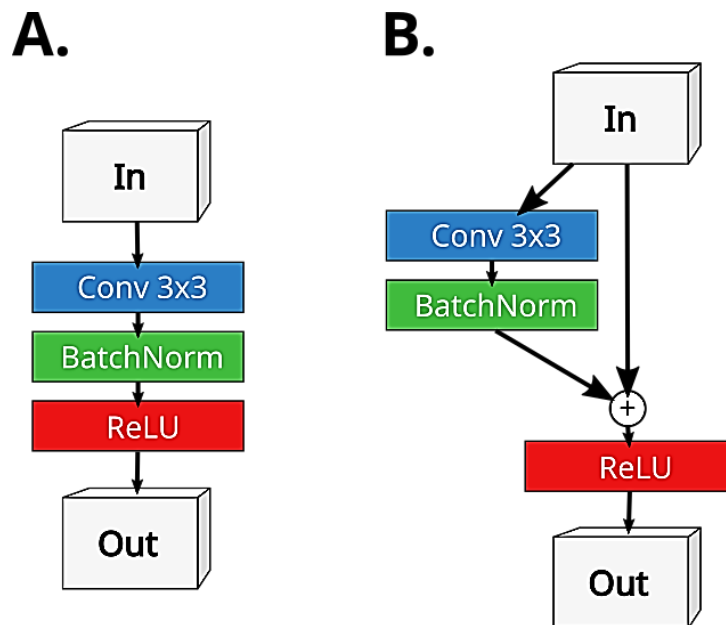 A.
In
Conv 3x3
BatchNorm
ReLU
Out
B.
In
Conv 3x3
BatchNorm
+
ReLU
Out